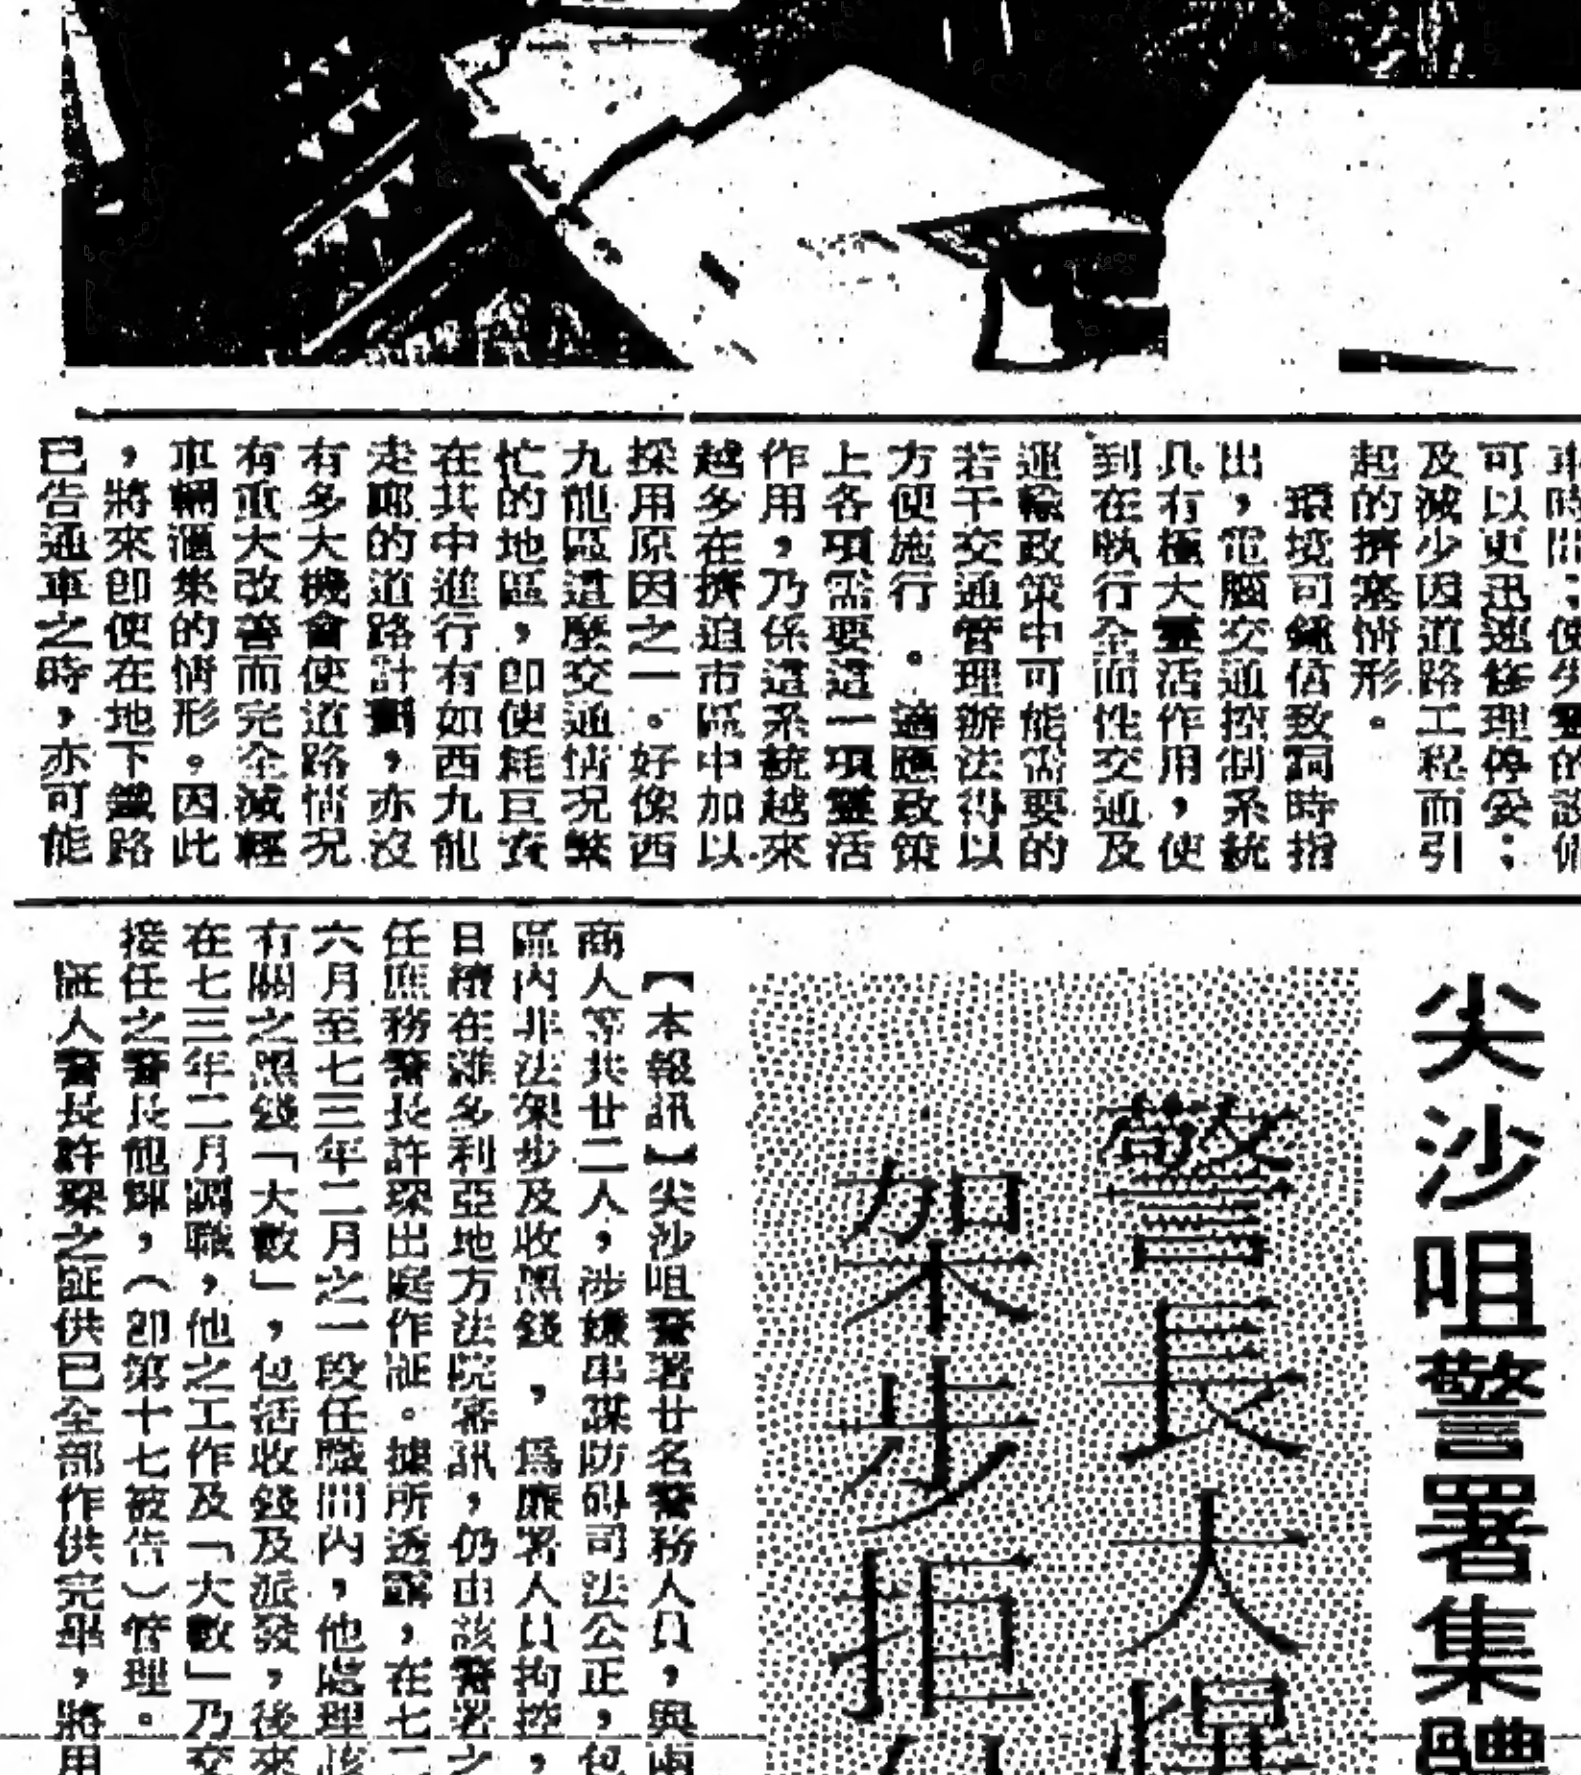 可以更迅速修理停妥；
及減少因道路工程而引
起的擠塞情形。
環境司鍾信致詞時指
出，電腦交通控制系統
具有極大靈活作用，使
到在執行全面性交通及
運輸政策中可能需要的
若干交通管理辦法得以
方便施行。適應政策
上各項需要這一項靈活
作用，乃係這系統越來
越多在擠迫市區中加以
採用原因之一。好像西
九龍區這麼交通情況繁
忙的地區，即使耗巨資
在其中進行有如西九龍
走廊的道路計劃，亦沒
有多大機會使道路情况
有重大改善而完全減輕
車輛滙集的情形。因此
，將來即使在地下鐵路
已告通車之時，亦可能
尖沙咀警署集體
警長大爆
架步拒
【本報訊】尖沙咀警署廿名警務人員，與兩
商人等共廿二人，涉嫌串謀防碍司法公正，包
區內非法架步及收黑錢，為廉署人員拘控，
日續在維多利亞地方法院審訊，仍由該警署之
任庶務警長許琛出庭作証。據所透露，在七二
六月至七三年二月之一段任職間內，他處理該
有關之黑錢「大數」，包括收錢及派發，後來
在七三年二月調職，他之工作及「大數」乃交
接任之警長他輝，（即第十七被告）管理。
証人警長許琛之証供已全部作供完畢，將用